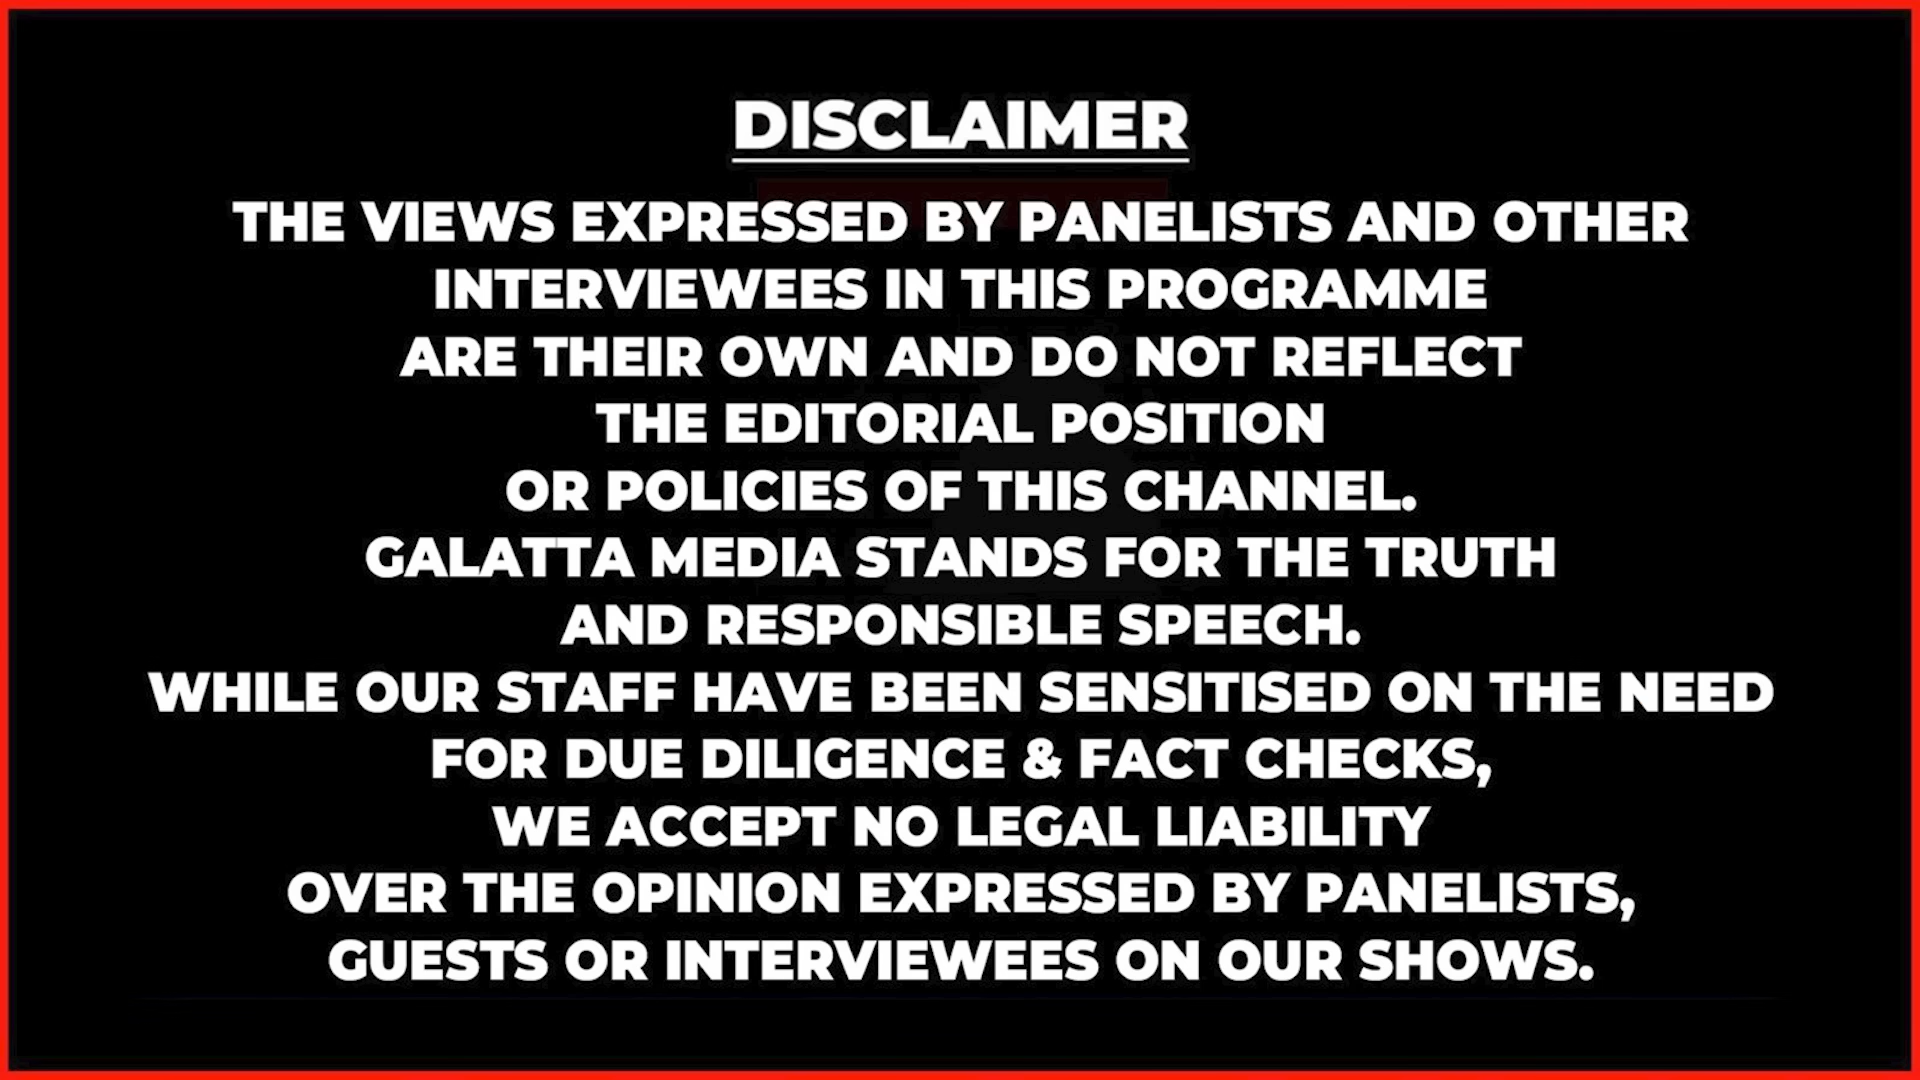 DISCLAIMER
THE VIEWS EXPRESSED BY PANELISTS AND OTHER
INTERVIEWEES IN THIS PROGRAMME
ARE THEIR OWN AND DO NOT REFLECT
THE EDITORIAL POSITION
OR POLICIES OF THIS CHANNEL.
GALATTA MEDIA STANDS FOR THE TRUTH
AND RESPONSIBLE SPEECH.
WHILE OUR STAFF HAVE BEEN SENSITISED ON THE NEED
FOR DUE DILIGENCE & FACT CHECKS,
WE ACCEPT NO LEGAL LIABILITY
OVER THE OPINION EXPRESSED BY PANELISTS,
GUESTS OR INTERVIEWEES ON OUR SHOWS.